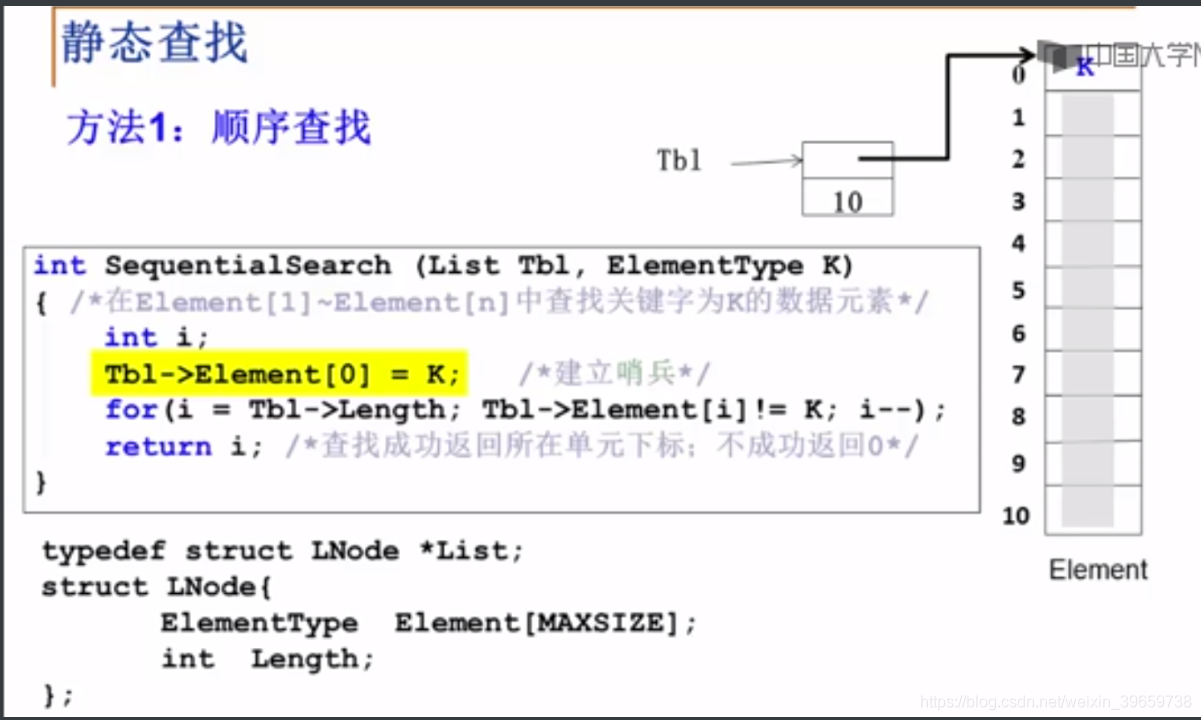 静态查找
中国大学M
方法1：顺序查找
K
Tbl
10
0
1
2
3
4
5
6
7
8
9
10
Element
int SequentialSearch (List Tbl, ElementType K)
{ /*在Element[1]~Element[n]中查找关键字为K的数据元素*/
int i;
Tbl->Element[0] = K; /*建立哨兵*/
for(i = Tbl->Length; Tbl->Element[i]!= K; i--);
return i; /*查找成功返回所在单元下标；不成功返回0*/
}
typedef struct LNode *List;
struct LNode{
ElementType Element[MAXSIZE];
int Length;
};
https://blog.csdn.net/weixin_39659738